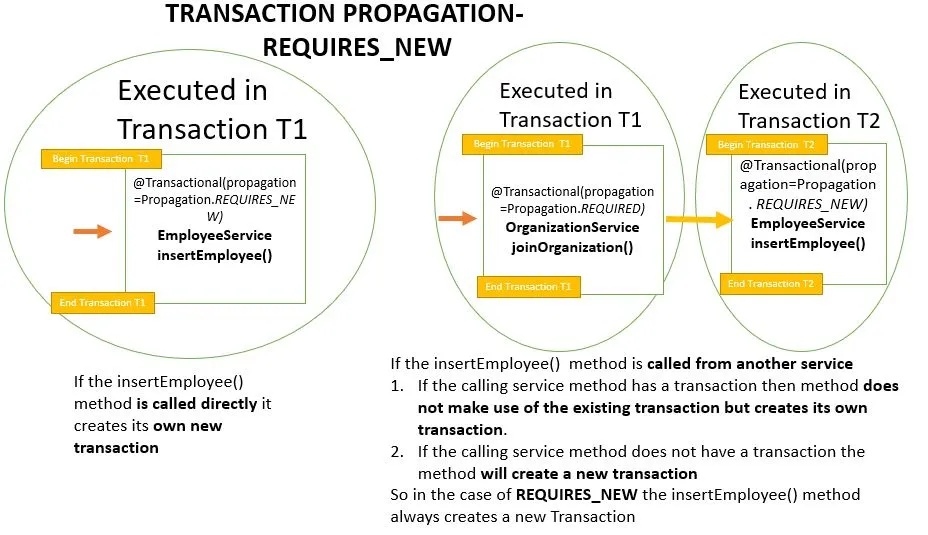 TRANSACTION PROPAGATION-
REQUIRES_NEW
Executed in
Transaction T1
Begin Transaction T1
@Transactional(propagation
=Propagation.REQUIRES_NE
W)
EmployeeService
insertEmployee()
End Transaction T1
If the insertEmployee()
method is called directly it
creates its own new
transaction
Executed in
Transaction T1
Begin Transaction T1
@Transactional(propagation
=Propagation.REQUIRED)
OrganizationService
joinOrganization()
End Transaction T1
Executed in
Transaction T2
Begin Transaction T2
@Transactional(prop
agation=Propagation
. REQUIRES_NEW)
EmployeeService
insertEmployee()
End Transaction T2
If the insertEmployee() method is called from another service
1. If the calling service method has a transaction then method does
not make use of the existing transaction but creates its own
transaction.
2. If the calling service method does not have a transaction the
method will create a new transaction
So in the case of REQUIRES_NEW the insertEmployee() method
always creates a new Transaction